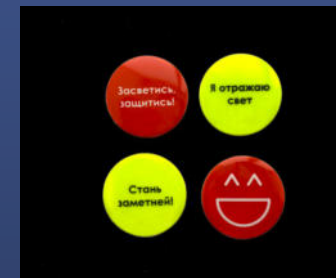 Засветись,
защитись!
Я отражаю
свет
Стань
заметней!